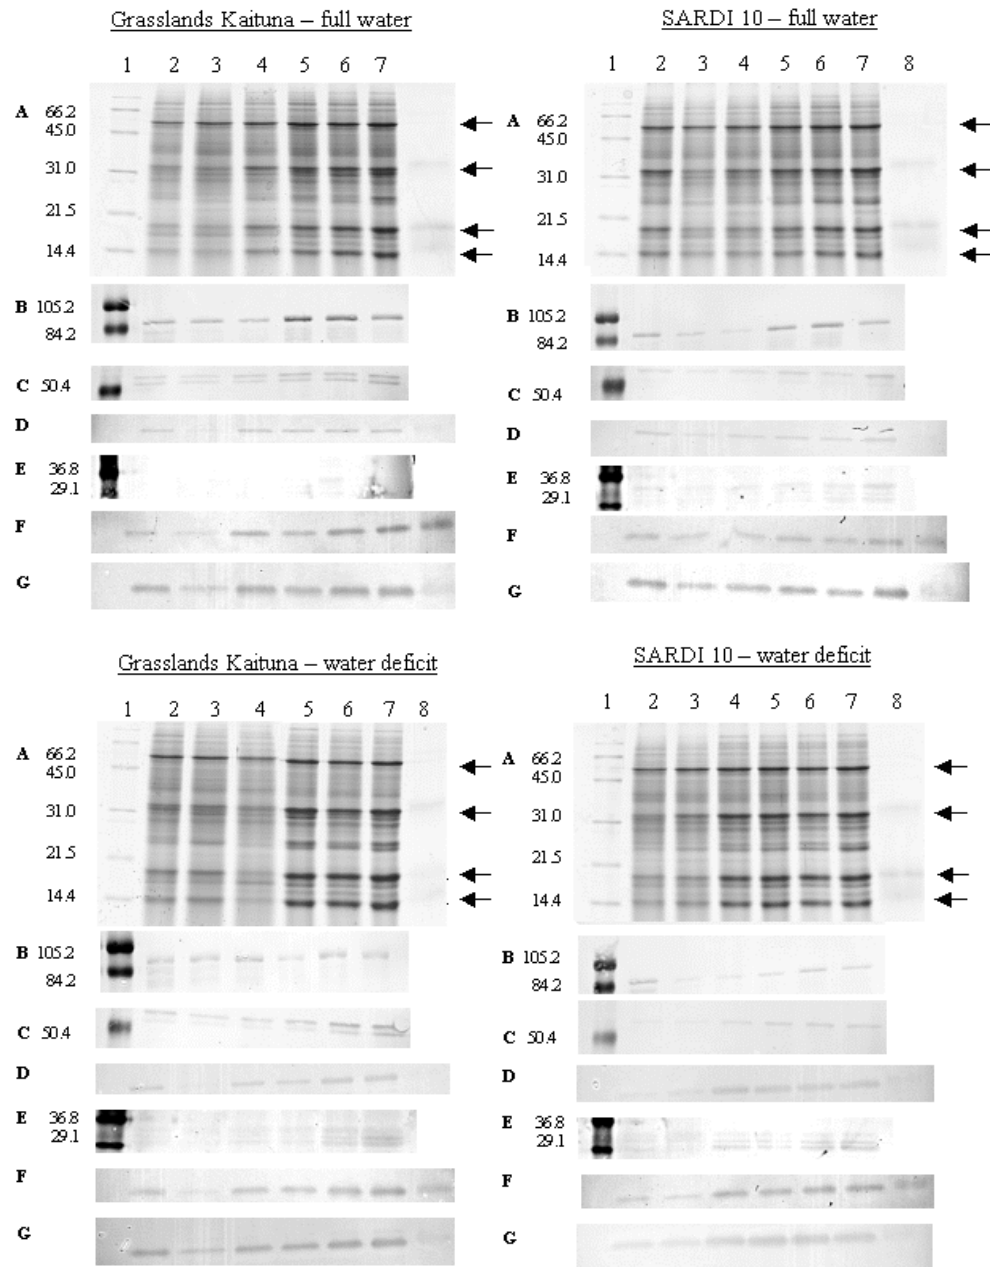 Grasslands Kaituna – full water
1 2 3 4 5 6 7
A 66.2
45.0
31.0
21.5
14.4
B 105.2
84.2
C 50.4
D
E 36.8
29.1
F
G
SARDI 10 – full water
1 2 3 4 5 6 7 8
A 66.2
45.0
31.0
21.5
14.4
B 105.2
84.2
C 50.4
D
E 36.8
29.1
F
G
Grasslands Kaituna – water deficit
1 2 3 4 5 6 7 8
A 66.2
45.0
31.0
21.5
14.4
B 105.2
84.2
C 50.4
D
E 36.8
29.1
F
G
SARDI 10 – water deficit
1 2 3 4 5 6 7 8
A 66.2
45.0
31.0
21.5
14.4
B 105.2
84.2
C 50.4
D
E 36.8
29.1
F
G